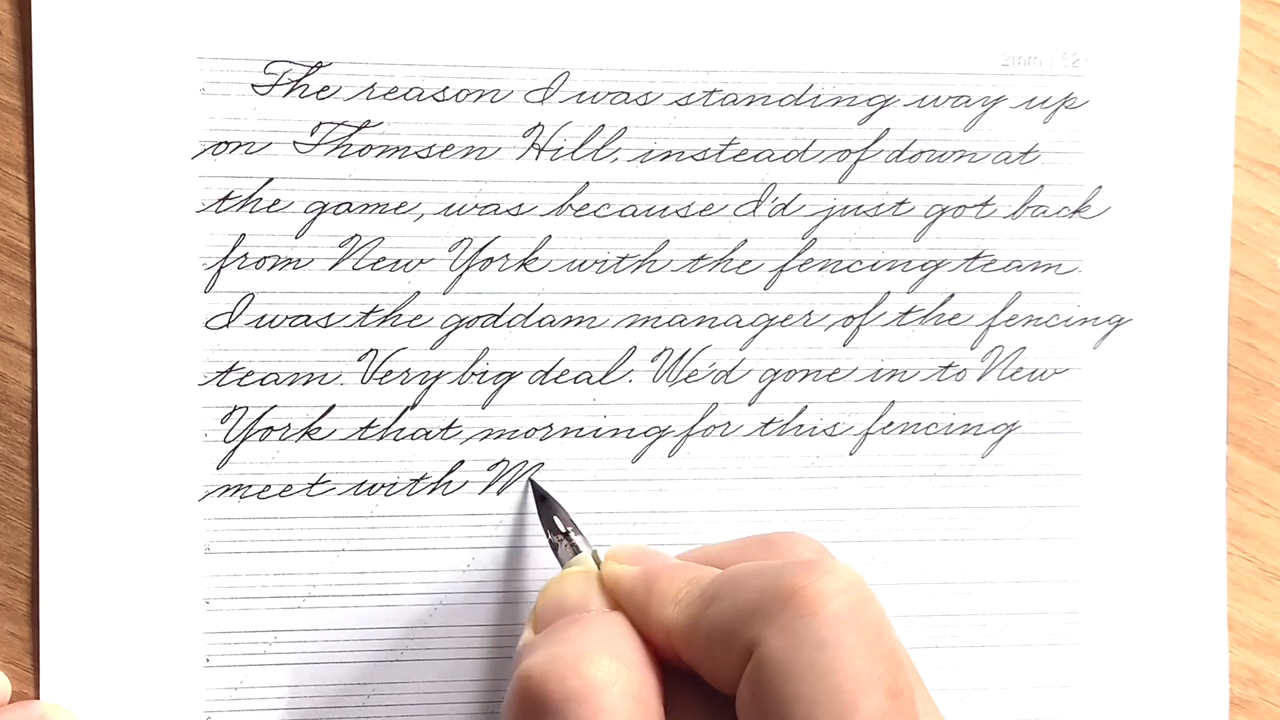 2mm | 52°
The reason I was standing way up
on Thomsen Hill, instead of down at
the game, was because I'd just got back
from New York with the fencing team.
I was the goddam manager of the fencing
team. Very big deal. We'd gone in to New
York that morning for this fencing
meet with M